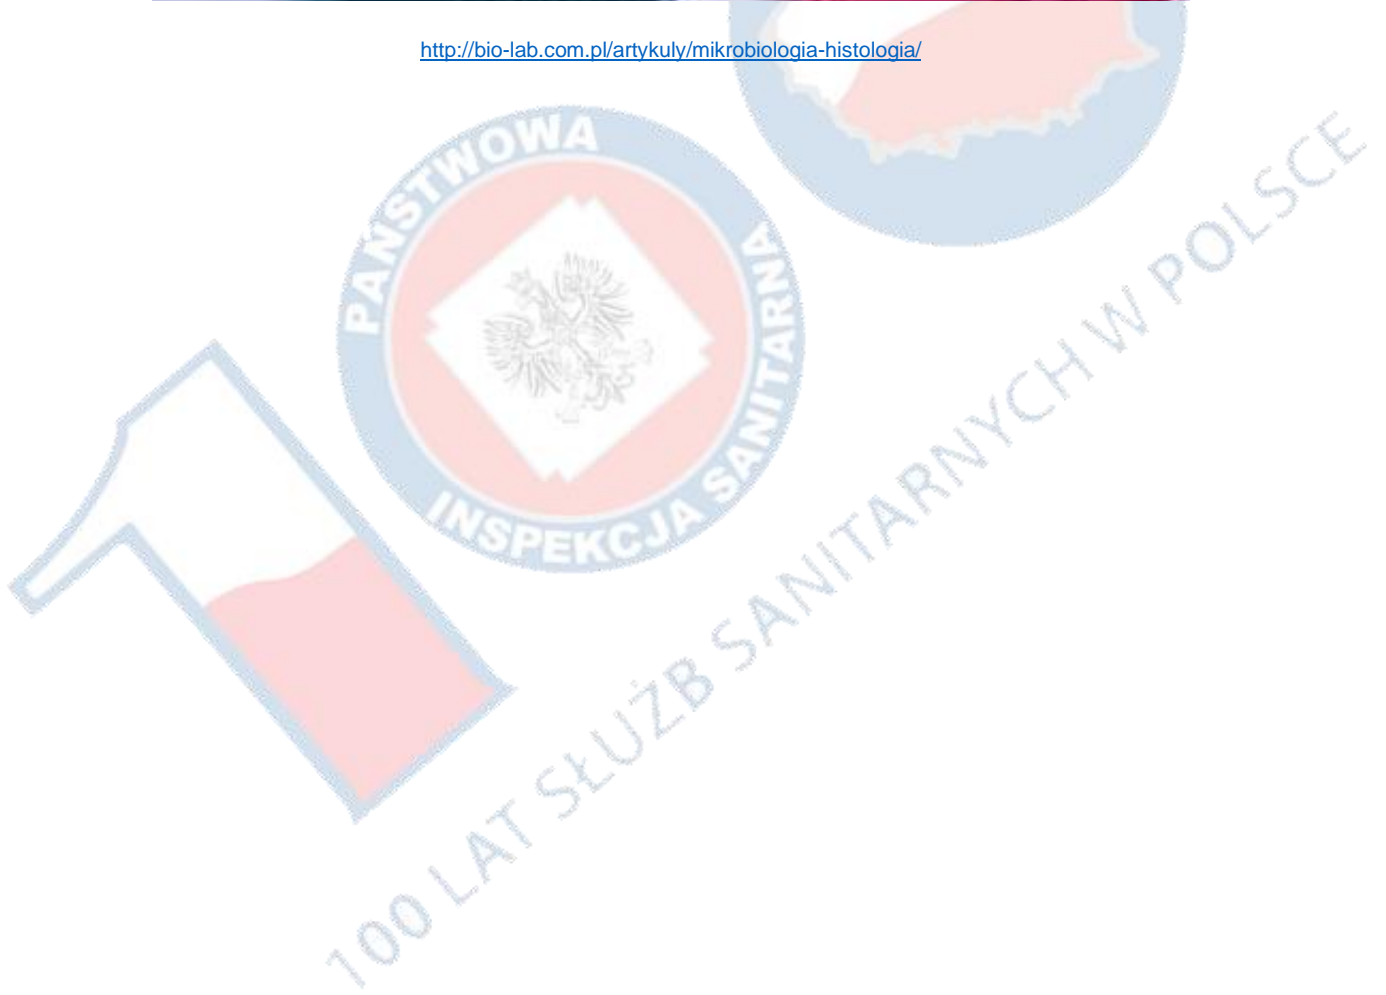 http://bio-lab.com.pl/artykuly/mikrobiologia-histologia/
PAŃSTWOWA
INSPEKCJA SANITARNA
100 LAT SŁUŻB SANITARNYCH W POLSCE